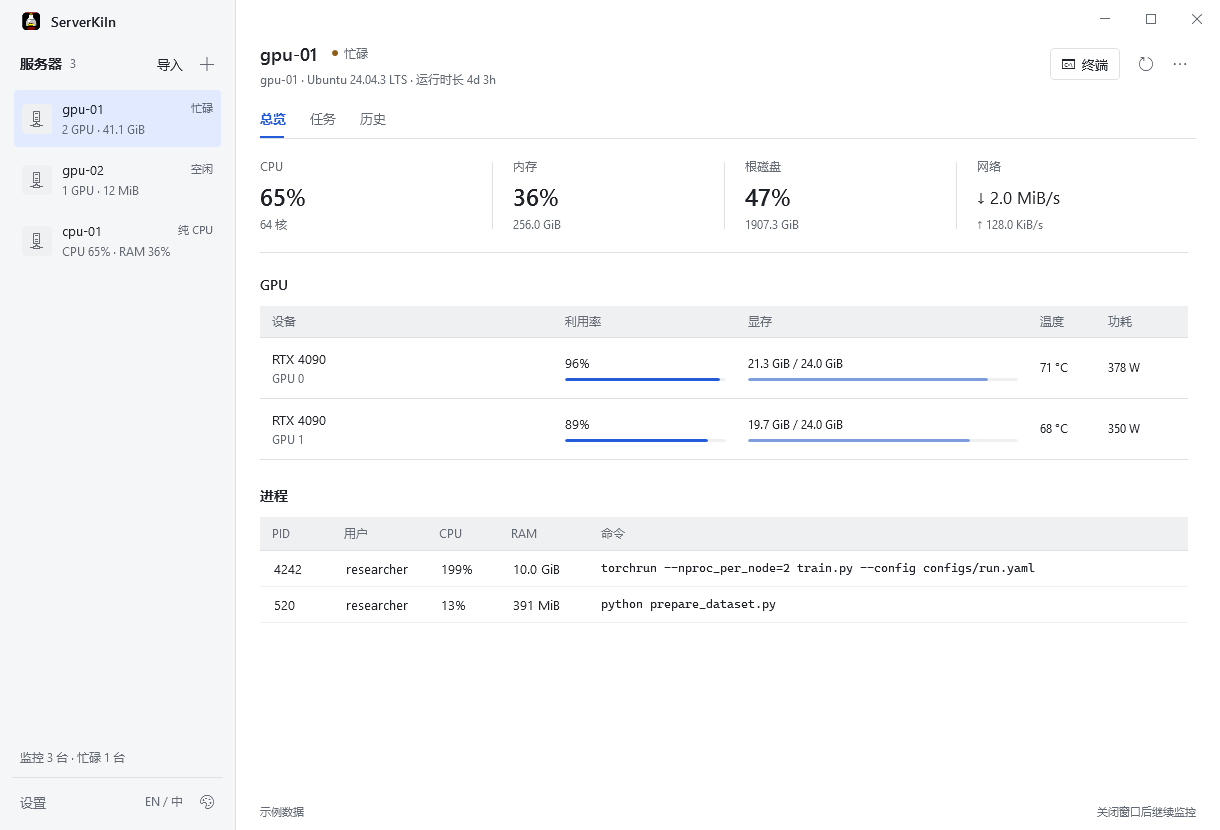 ServerKiln
服务器 3 导入
gpu-01 忙碌
2 GPU · 41.1 GiB
gpu-02 空闲
1 GPU · 12 MiB
cpu-01 纯 CPU
CPU 65% · RAM 36%
监控 3 台 · 忙碌 1 台
设置 EN / 中
gpu-01 忙碌
gpu-01 · Ubuntu 24.04.3 LTS · 运行时长 4d 3h
终端
总览 任务 历史
CPU 内存 根磁盘 网络
65% 36% 47% ↓ 2.0 MiB/s
64 核 256.0 GiB 1907.3 GiB ↑ 128.0 KiB/s
GPU
设备 利用率 显存 温度 功耗
RTX 4090 96% 21.3 GiB / 24.0 GiB 71 °C 378 W
GPU 0
RTX 4090 89% 19.7 GiB / 24.0 GiB 68 °C 350 W
GPU 1
进程
PID 用户 CPU RAM 命令
4242 researcher 199% 10.0 GiB torchrun --nproc_per_node=2 train.py --config configs/run.yaml
520 researcher 13% 391 MiB python prepare_dataset.py
示例数据 关闭窗口后继续监控